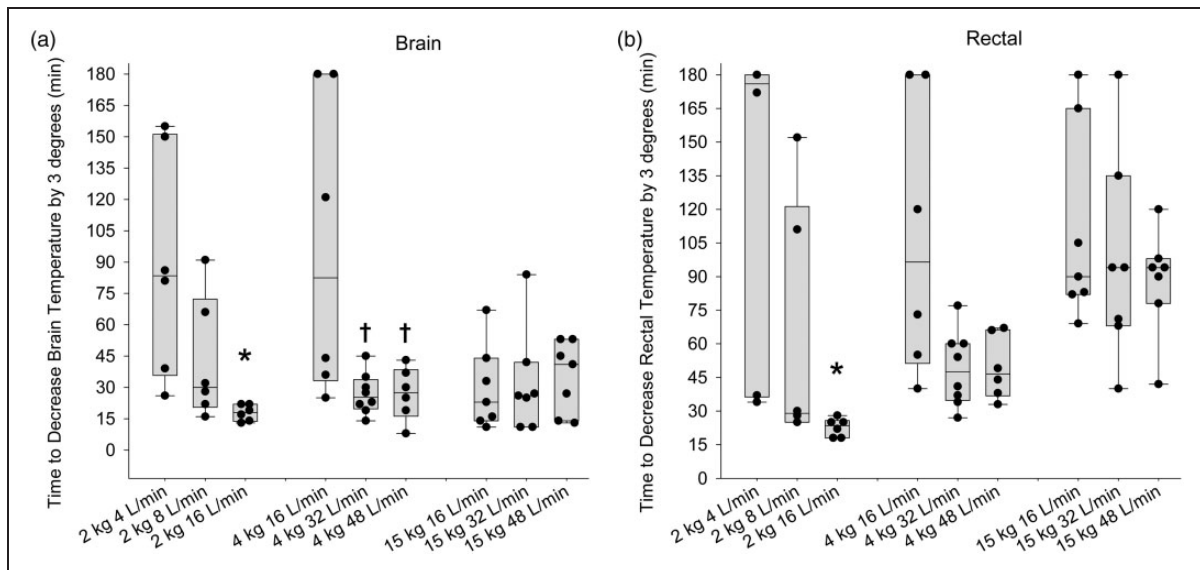 (a)
Brain
Time to Decrease Brain Temperature by 3 degrees (min)
180
165
150
135
120
105
90
75
60
45
30
15
0
*
†
†
2 kg 4 L/min
2 kg 8 L/min
2 kg 16 L/min
4 kg 16 L/min
4 kg 32 L/min
4 kg 48 L/min
15 kg 16 L/min
15 kg 32 L/min
15 kg 48 L/min
(b)
Rectal
Time to Decrease Rectal Temperature by 3 degrees (min)
180
165
150
135
120
105
90
75
60
45
30
15
0
*
2 kg 4 L/min
2 kg 8 L/min
2 kg 16 L/min
4 kg 16 L/min
4 kg 32 L/min
4 kg 48 L/min
15 kg 16 L/min
15 kg 32 L/min
15 kg 48 L/min